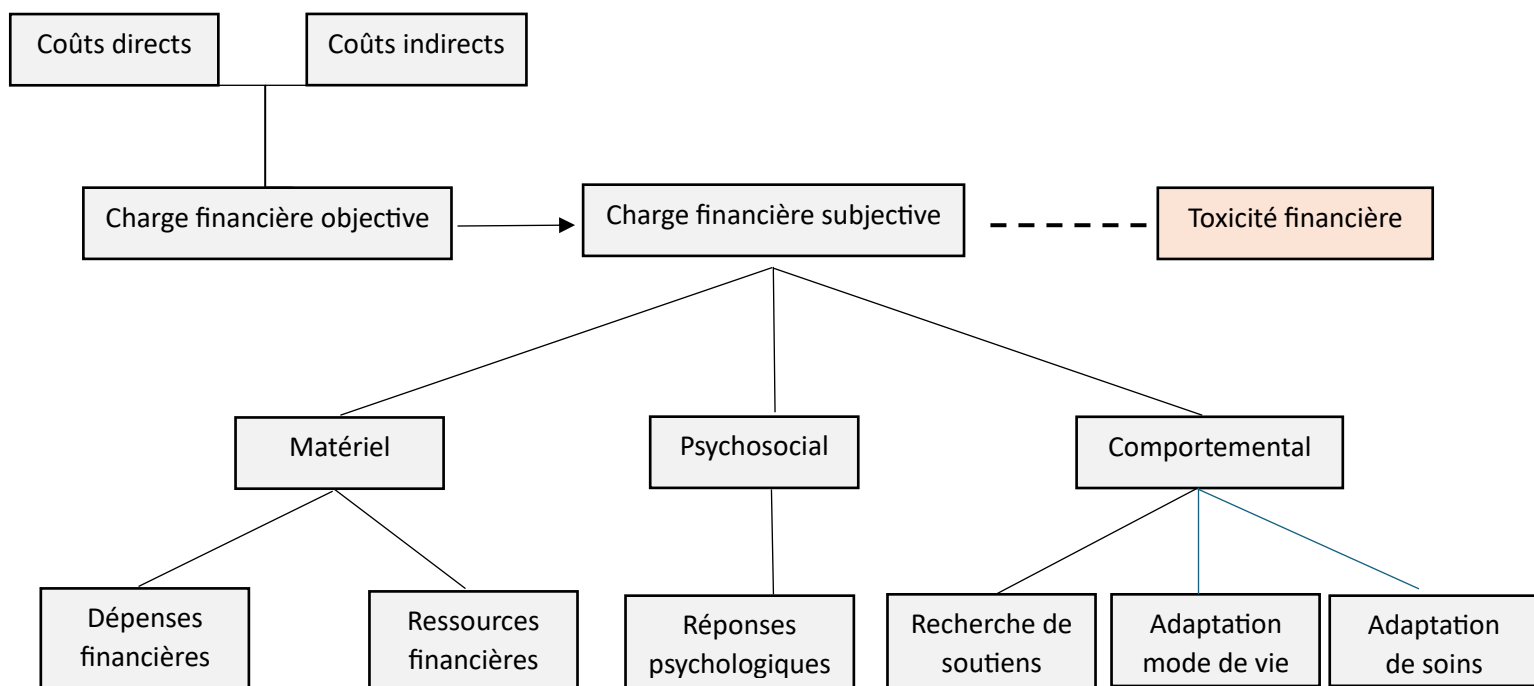 Coûts directs
Coûts indirects
Charge financière objective
Charge financière subjective
Toxicité financière
Matériel
Psychosocial
Comportemental
Dépenses
financières
Ressources
financières
Réponses
psychologiques
Recherche de
soutiens
Adaptation
mode de vie
Adaptation
de soins